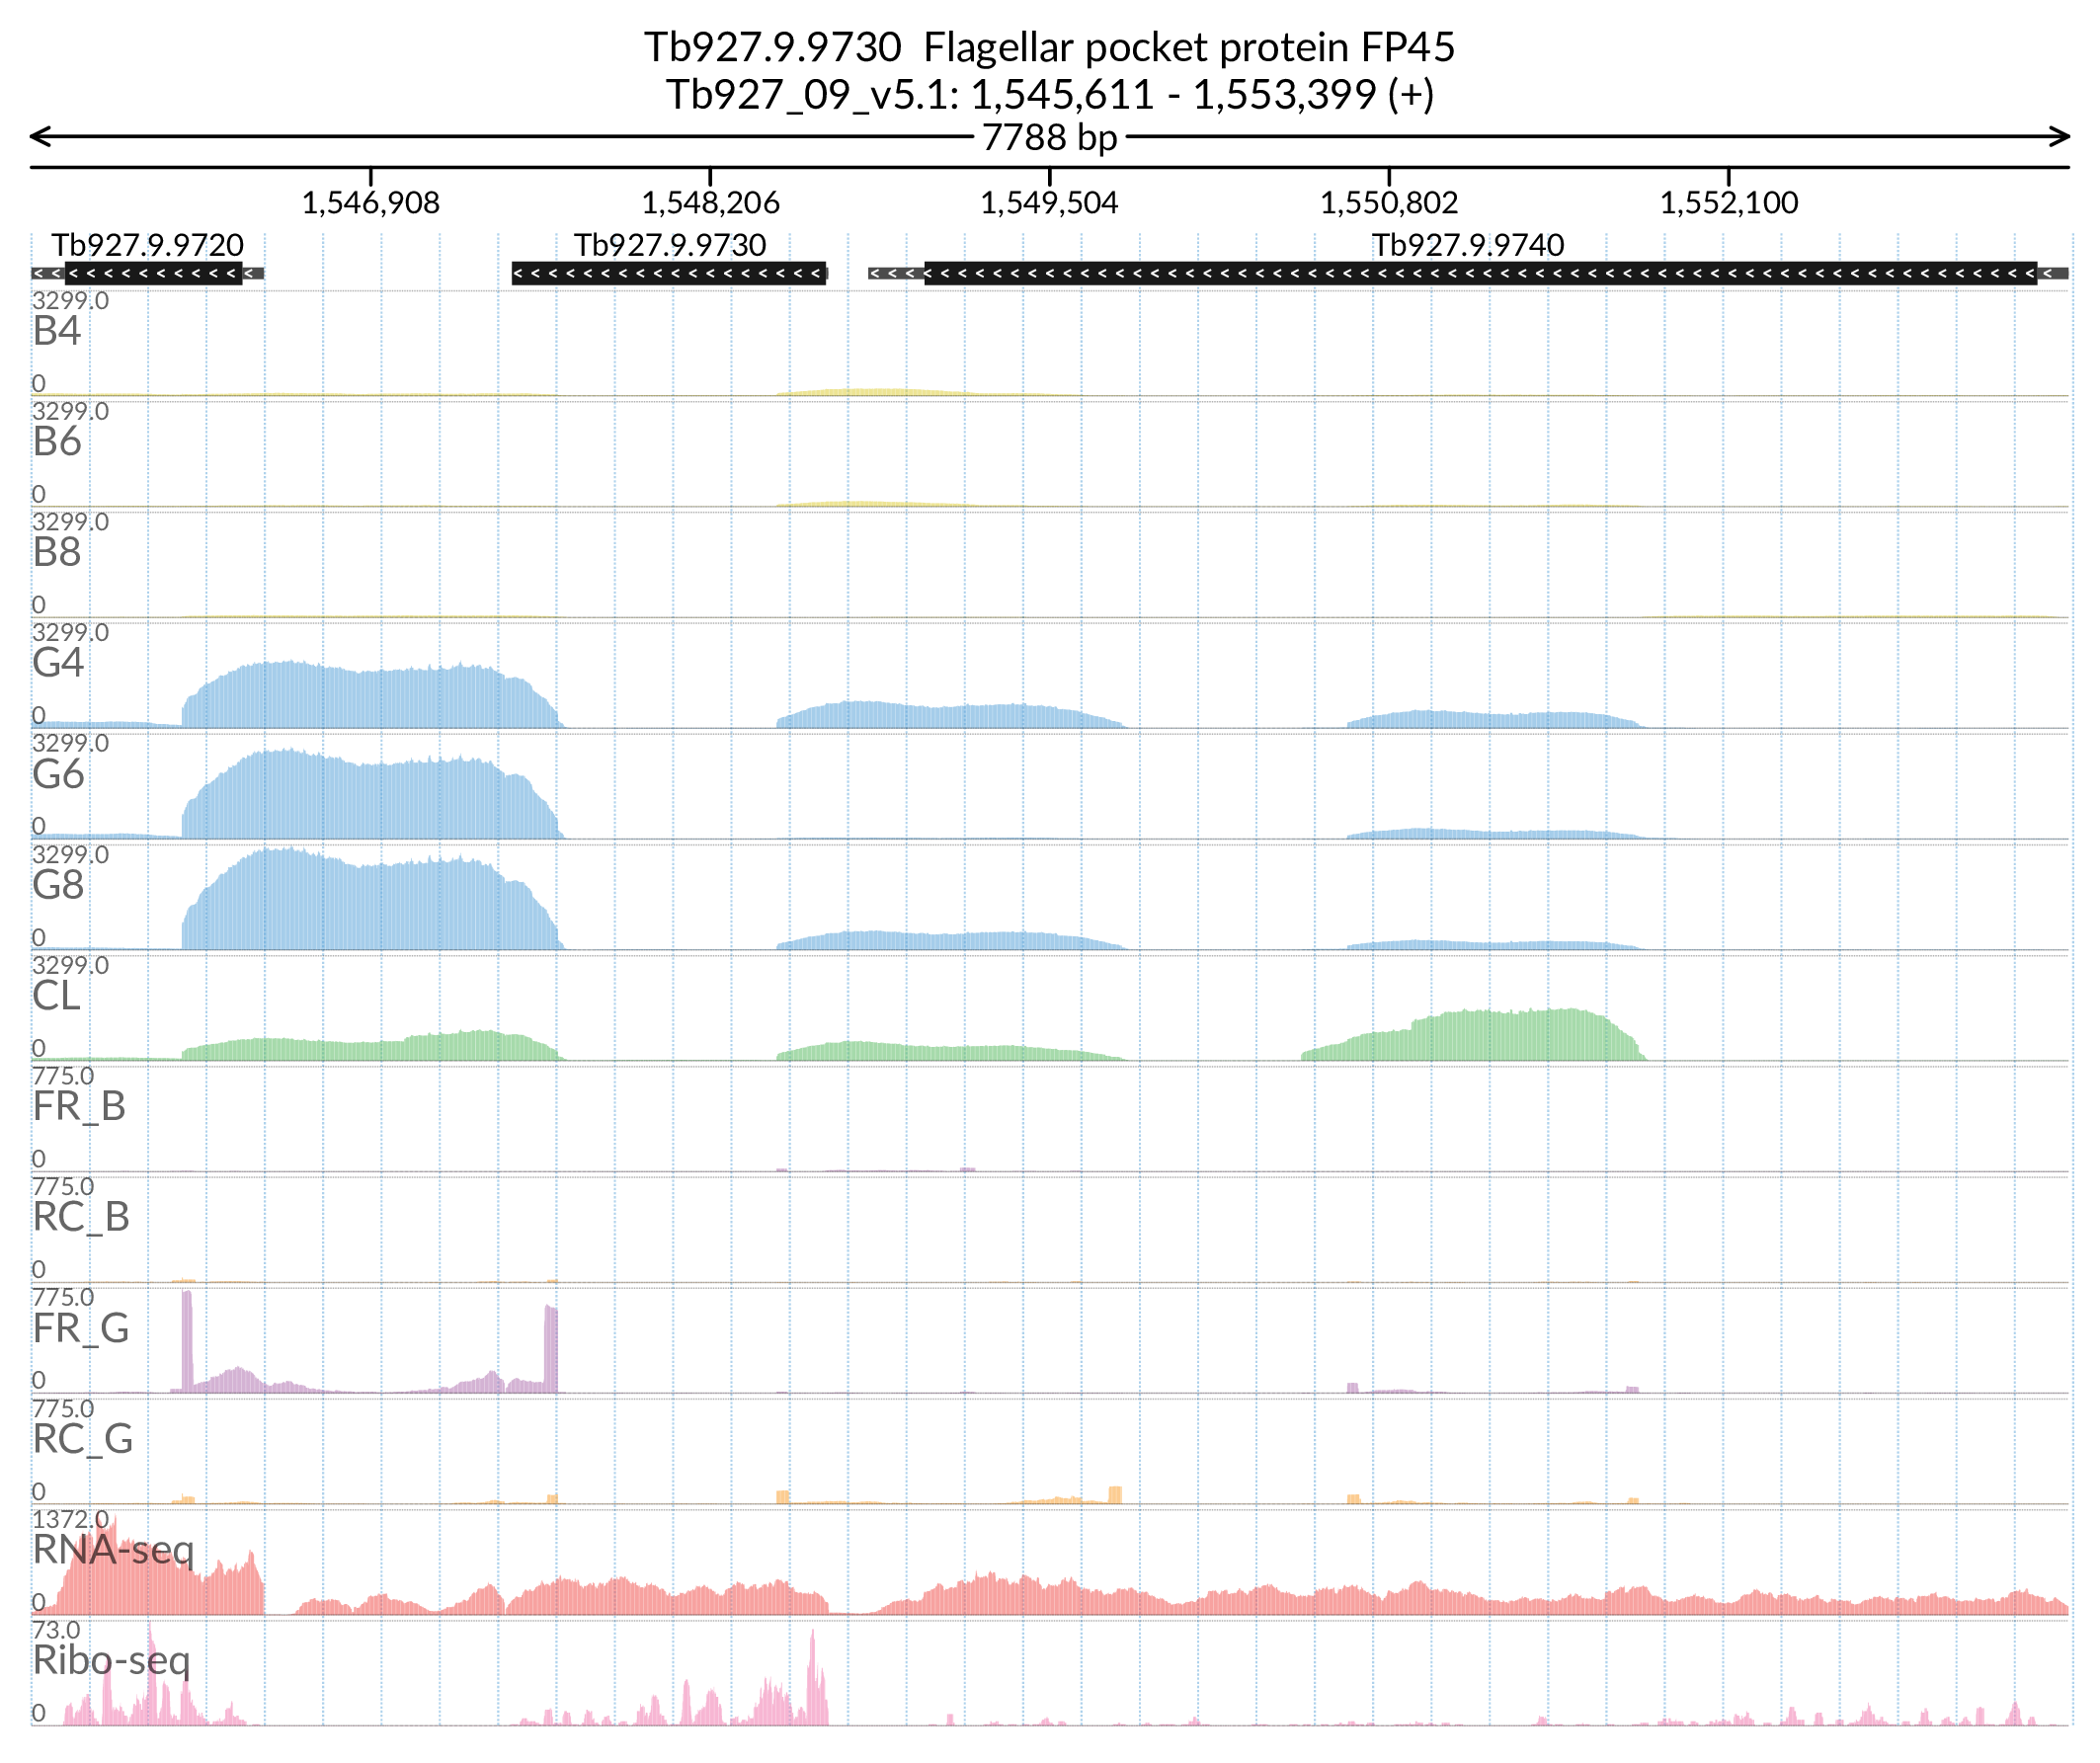 Tb927.9.9730 Flagellar pocket protein FP45
Tb927_09_v5.1: 1,545,611 - 1,553,399 (+)
7788 bp
1,546,908 1,548,206 1,549,504 1,550,802 1,552,100
Tb927.9.9720 Tb927.9.9730 Tb927.9.9740
3299.0
B4
0
3299.0
B6
0
3299.0
B8
0
3299.0
G4
0
3299.0
G6
0
3299.0
G8
0
3299.0
CL
0
775.0
FR_B
0
775.0
RC_B
0
775.0
FR_G
0
775.0
RC_G
0
1372.0
RNA-seq
0
73.0
Ribo-seq
0